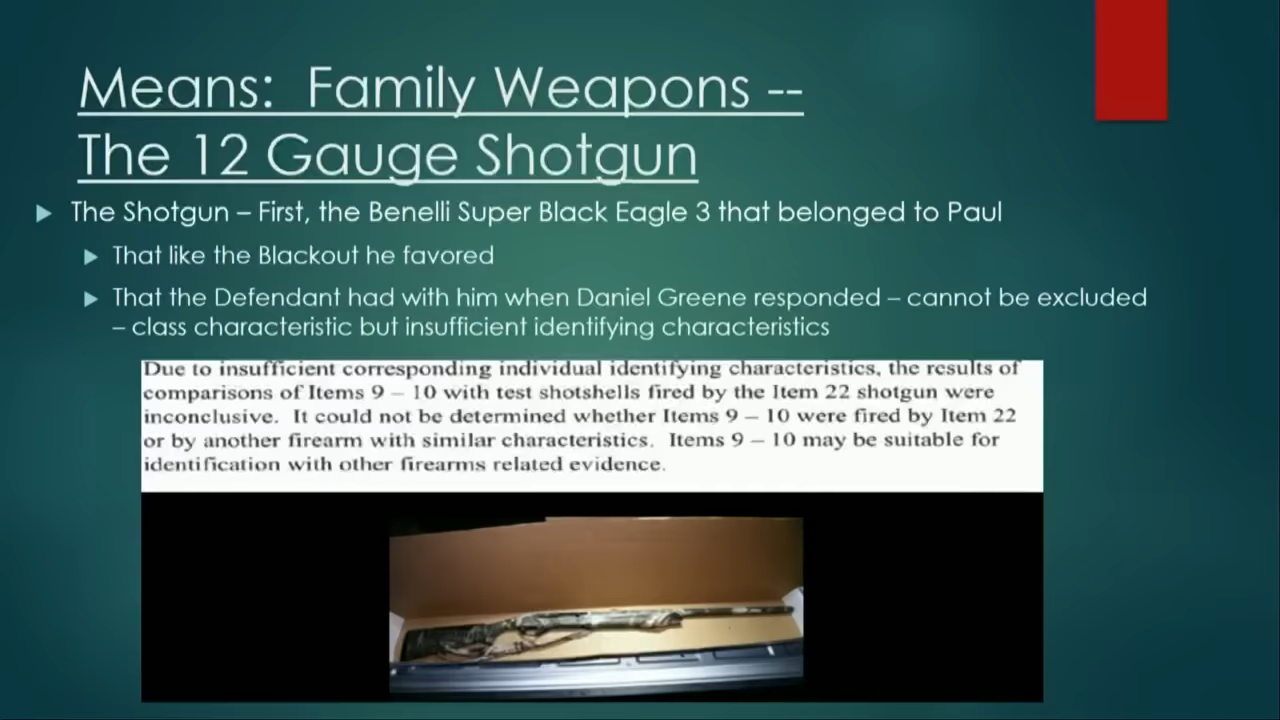 Means:  Family Weapons --
The 12 Gauge Shotgun
The Shotgun – First, the Benelli Super Black Eagle 3 that belonged to Paul
That like the Blackout he favored
That the Defendant had with him when Daniel Greene responded – cannot be excluded
– class characteristic but insufficient identifying characteristics
Due to insufficient corresponding individual identifying characteristics, the results of
comparisons of Items 9 – 10 with test shotshells fired by the Item 22 shotgun were
inconclusive.  It could not be determined whether Items 9 – 10 were fired by Item 22
or by another firearm with similar characteristics.  Items 9 – 10 may be suitable for
identification with other firearms related evidence.